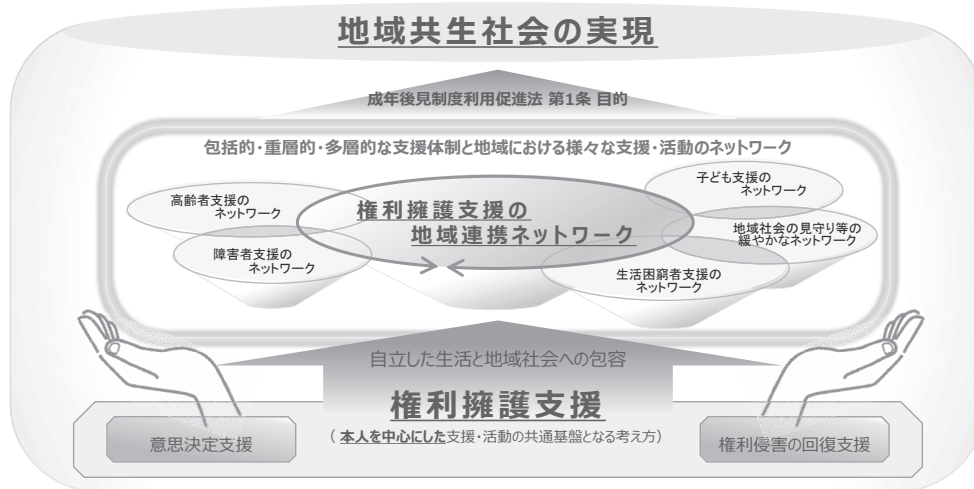 地域共生社会の実現
成年後見制度利用促進法 第1条 目的
包括的・重層的・多層的な支援体制と地域における様々な支援・活動のネットワーク
高齢者支援の
ネットワーク
障害者支援の
ネットワーク
権利擁護支援の
地域連携ネットワーク
子ども支援の
ネットワーク
地域社会の見守り等の
緩やかなネットワーク
生活困窮者支援の
ネットワーク
自立した生活と地域社会への包容
権利擁護支援
（ 本人を中心にした支援・活動の共通基盤となる考え方）
意思決定支援
権利侵害の回復支援